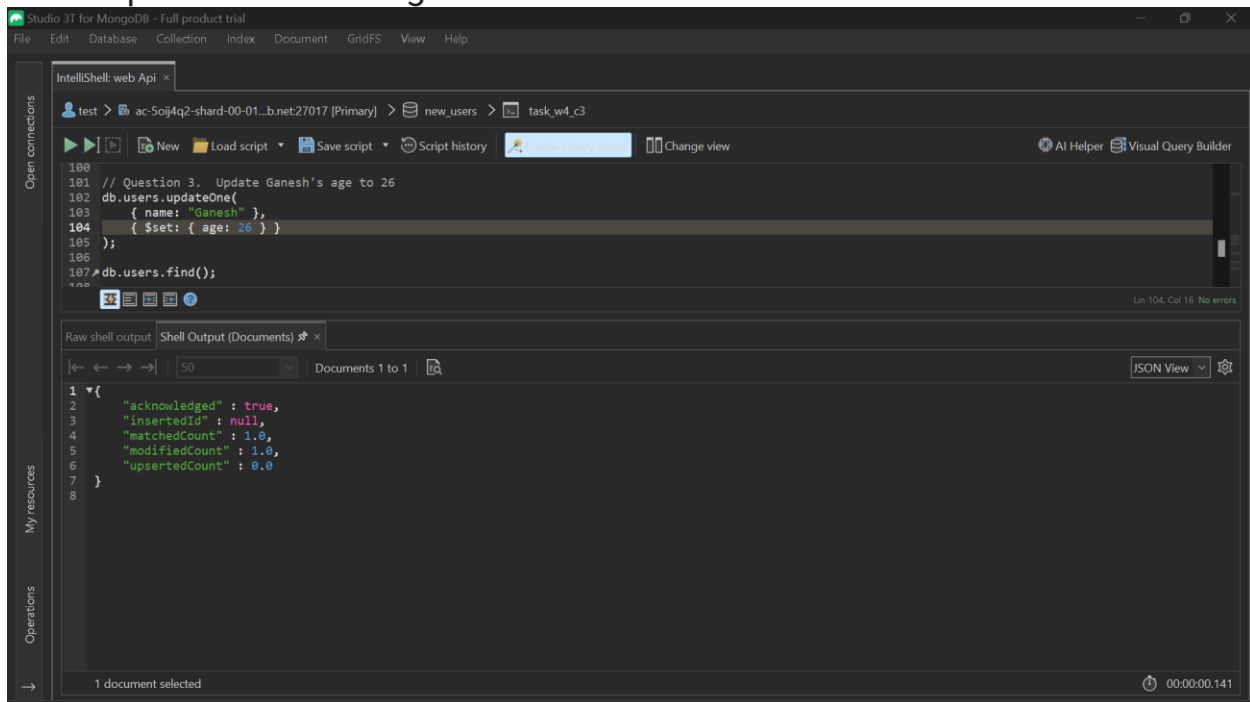 Studio 3T for MongoDB - Full product trial
File Edit Database Collection Index Document GridFS View Help
IntelliShell: web Api ×
test > ac-5oij4q2-shard-00-01...b.net:27017 [Primary] > new_users > task_w4_c3
New Load script Save script Script history Enable Query Assist Change view AI Helper Visual Query Builder
100
101 // Question 3. Update Ganesh's age to 26
102 db.users.updateOne(
103 { name: "Ganesh" },
104 { $set: { age: 26 } }
105 );
106
107 db.users.find();
108
Lin 104, Col 16 No errors
Raw shell output Shell Output (Documents) ×
50 Documents 1 to 1 JSON View
1 {
2 "acknowledged" : true,
3 "insertedId" : null,
4 "matchedCount" : 1.0,
5 "modifiedCount" : 1.0,
6 "upsertedCount" : 0.0
7 }
8
1 document selected 00:00:00.141
Open connections
My resources
Operations